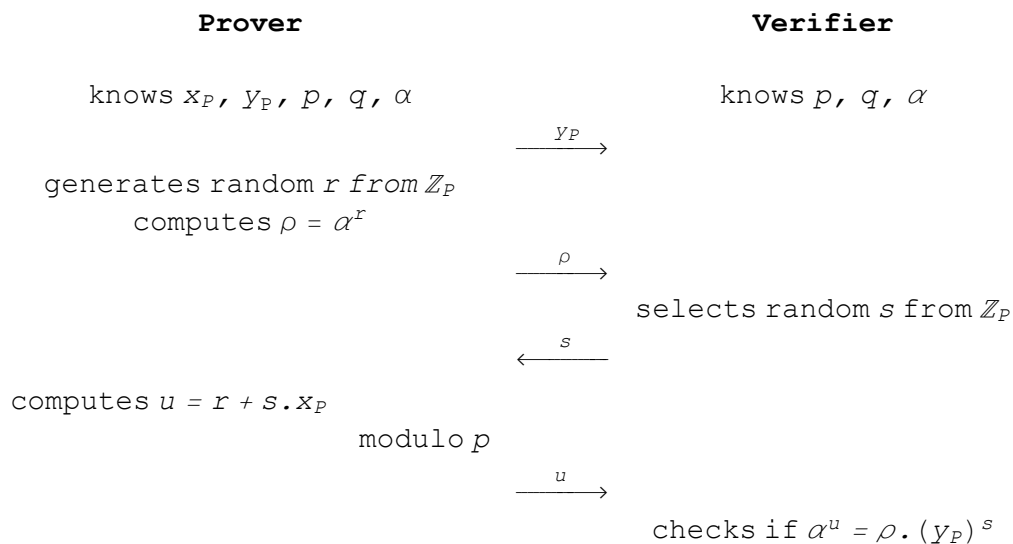 Prover Verifier
knows x_P, y_P, p, q, α knows p, q, α
y_P
generates random r from ℤ_P
computes ρ = α^r
ρ
selects random s from ℤ_P
s
computes u = r + s.x_P
modulo p
u
checks if α^u = ρ.(y_P)^s